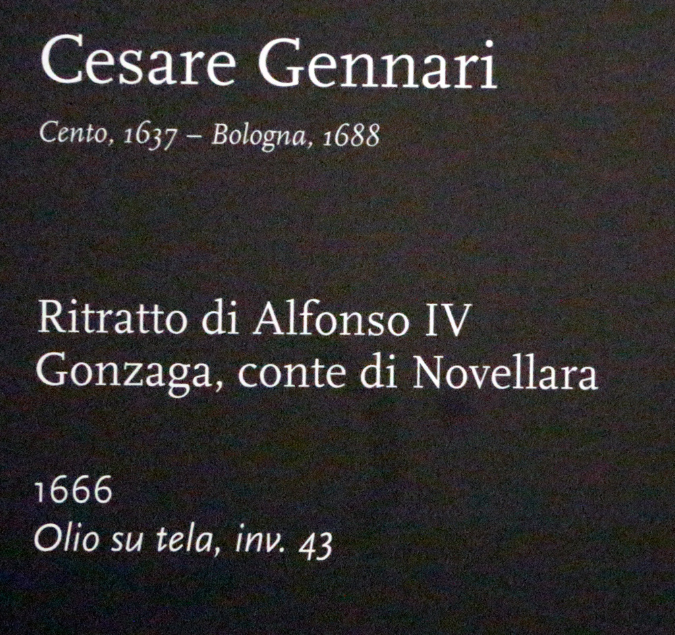 Cesare Gennari
Cento, 1637 – Bologna, 1688
Ritratto di Alfonso IV
Gonzaga, conte di Novellara
1666
Olio su tela, inv. 43